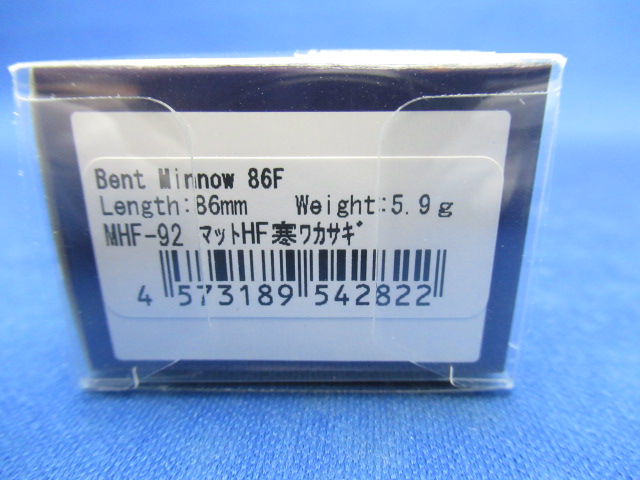 Bent Minnow 86F
Length:86mm Weight:5.9g
MHF-92 ﾏｯﾄHF寒ﾜｶｻｷﾞ
4 573189 542822